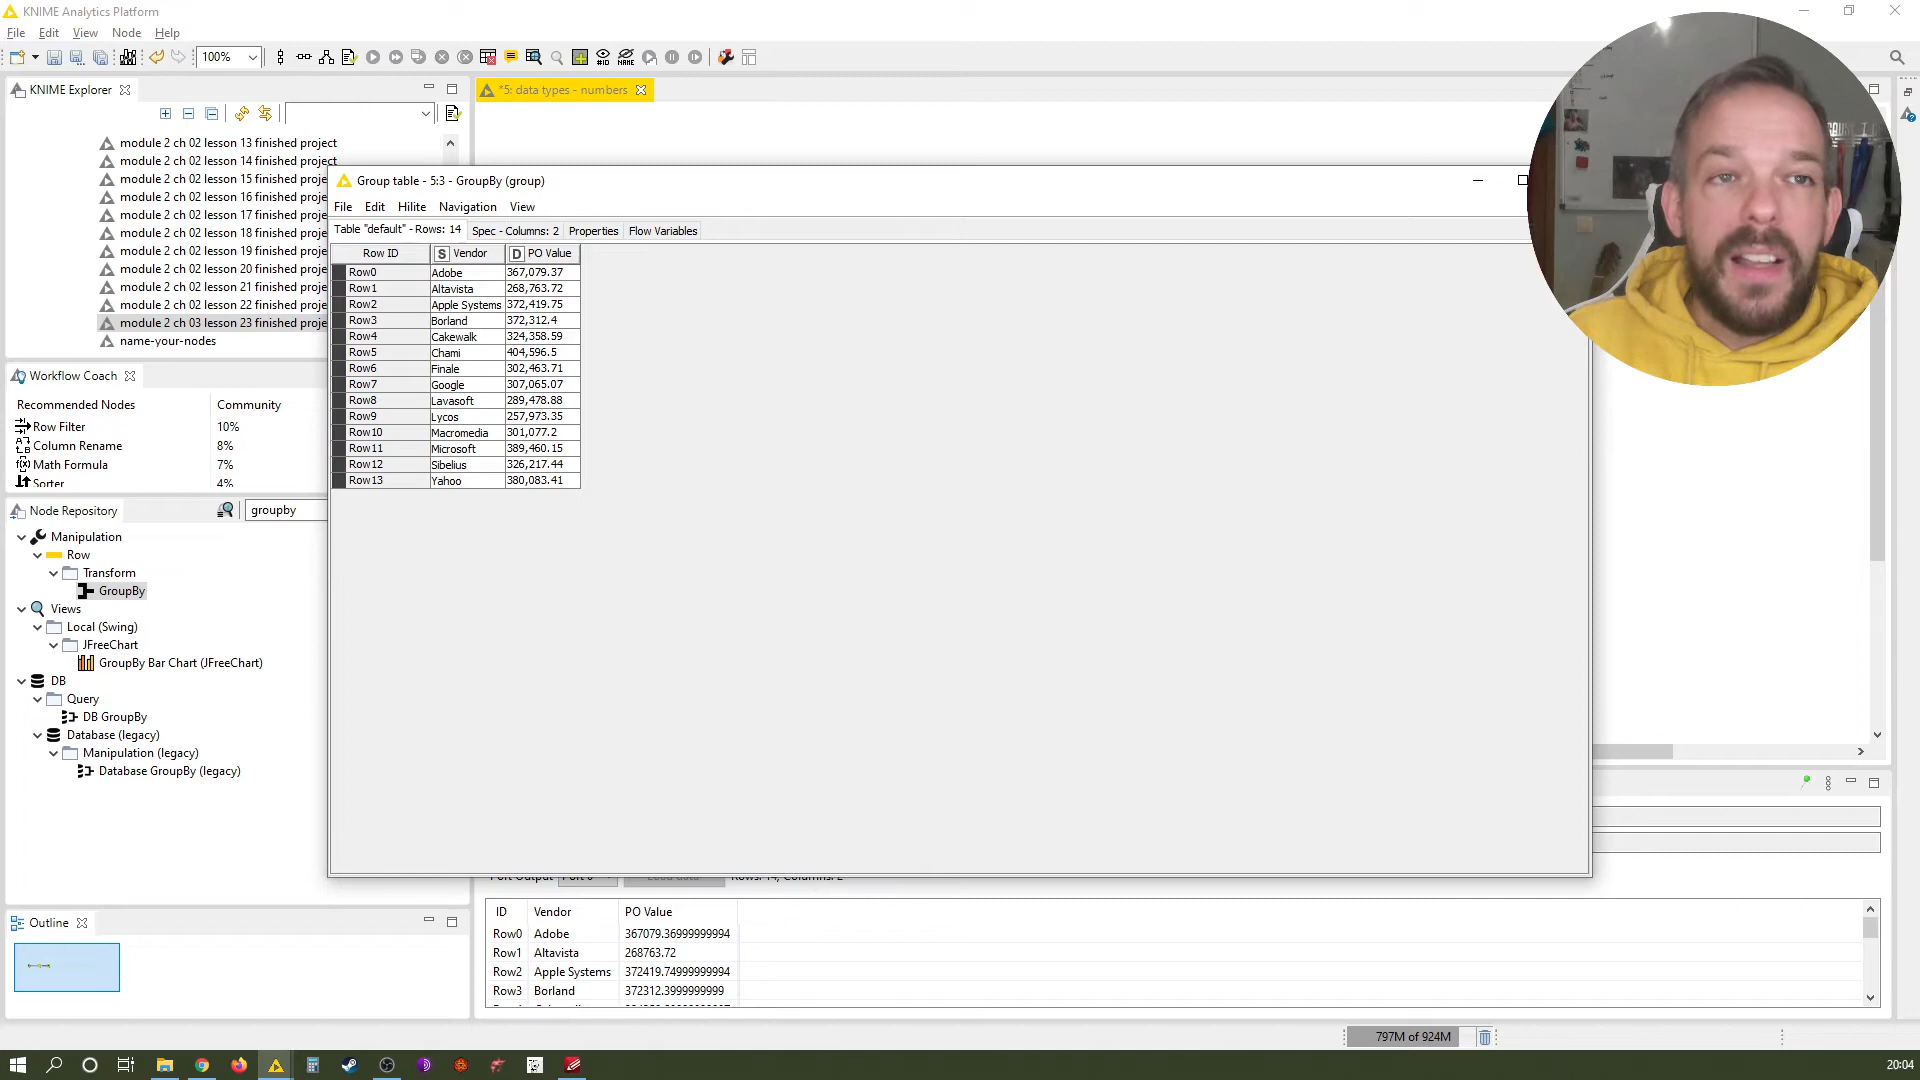 KNIME Analytics Platform
File Edit View Node Help
100%
KNIME Explorer
*5: data types - numbers
module 2 ch 02 lesson 13 finished project
module 2 ch 02 lesson 14 finished project
module 2 ch 02 lesson 15 finished proje
module 2 ch 02 lesson 16 finished proje
module 2 ch 02 lesson 17 finished proje
module 2 ch 02 lesson 18 finished proje
module 2 ch 02 lesson 19 finished proje
module 2 ch 02 lesson 20 finished proje
module 2 ch 02 lesson 21 finished proje
module 2 ch 02 lesson 22 finished proje
module 2 ch 03 lesson 23 finished proje
name-your-nodes
Group table - 5:3 - GroupBy (group)
File Edit Hilite Navigation View
Table "default" - Rows: 14 Spec - Columns: 2 Properties Flow Variables
Row ID S Vendor D PO Value
Row0 Adobe 367,079.37
Row1 Altavista 268,763.72
Row2 Apple Systems 372,419.75
Row3 Borland 372,312.4
Row4 Cakewalk 324,358.59
Row5 Chami 404,596.5
Row6 Finale 302,463.71
Row7 Google 307,065.07
Row8 Lavasoft 289,478.88
Row9 Lycos 257,973.35
Row10 Macromedia 301,077.2
Row11 Microsoft 389,460.15
Row12 Sibelius 326,217.44
Row13 Yahoo 380,083.41
Workflow Coach
Recommended Nodes Community
Row Filter 10%
Column Rename 8%
Math Formula 7%
Sorter 4%
Node Repository
groupby
Manipulation
Row
Transform
GroupBy
Views
Local (Swing)
JFreeChart
GroupBy Bar Chart (JFreeChart)
DB
Query
DB GroupBy
Database (legacy)
Manipulation (legacy)
Database GroupBy (legacy)
Outline
ID Vendor PO Value
Row0 Adobe 367079.36999999994
Row1 Altavista 268763.72
Row2 Apple Systems 372419.74999999994
Row3 Borland 372312.3999999999
797M of 924M
20:04